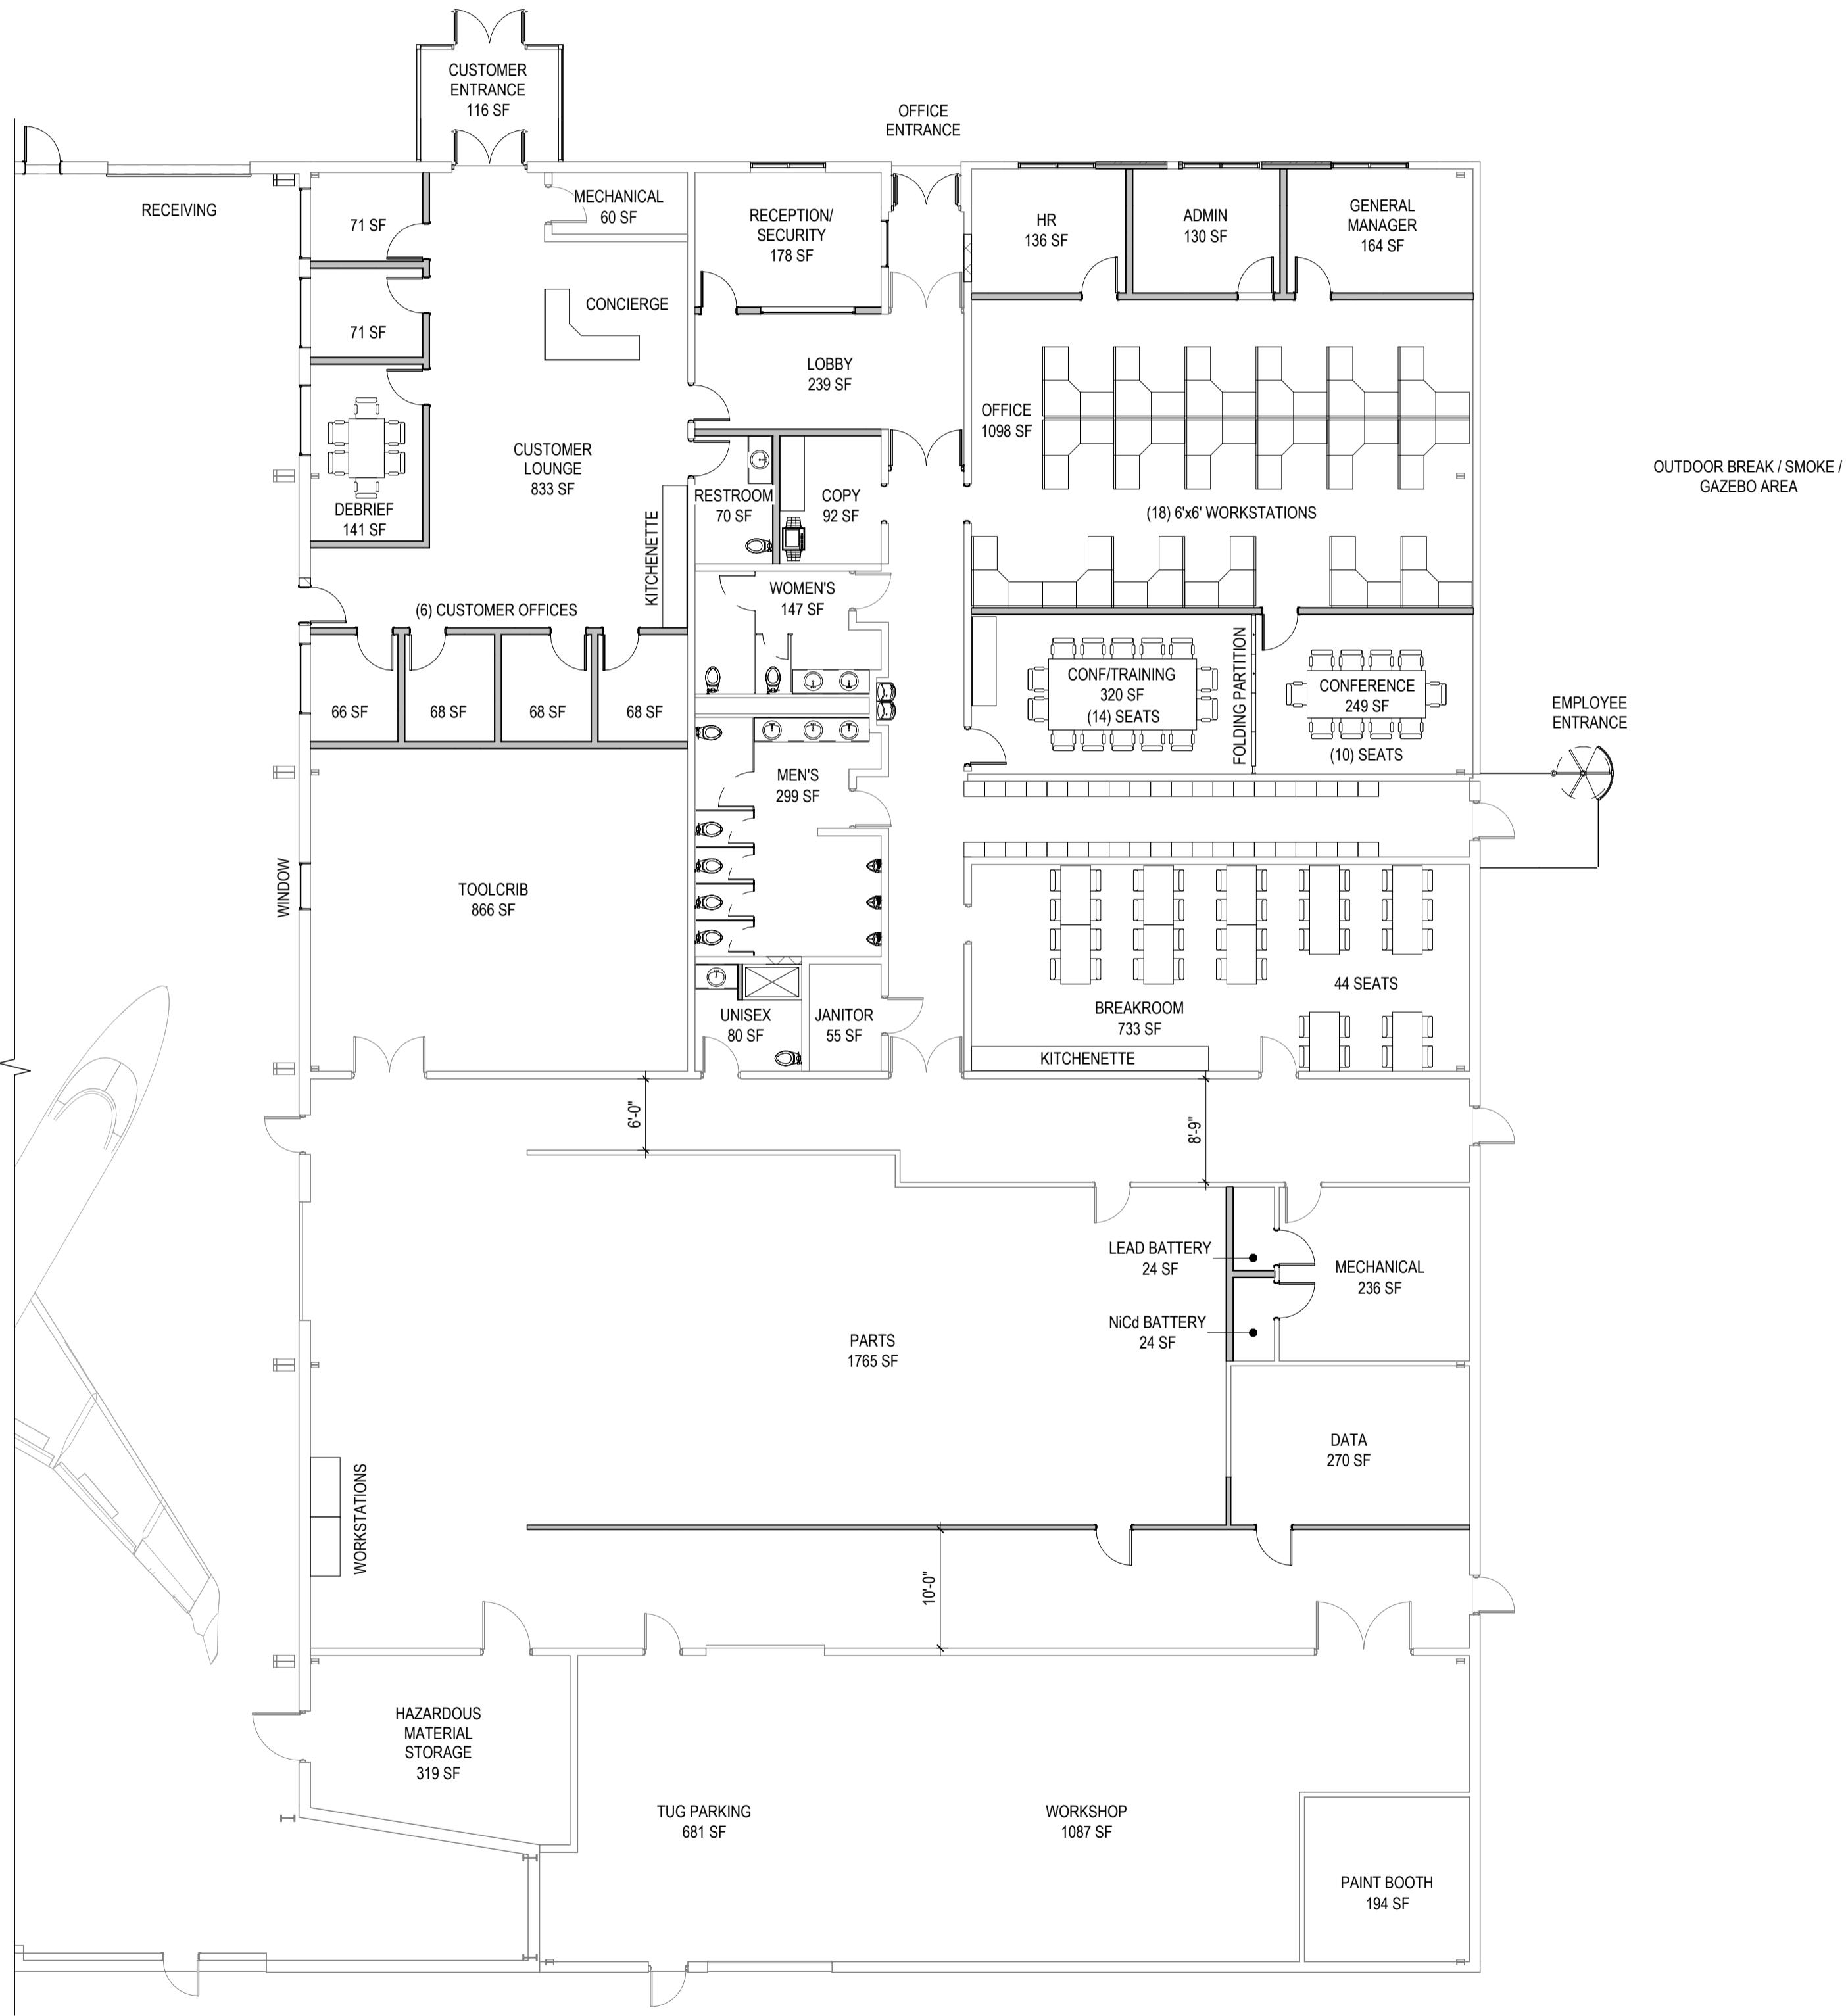 CUSTOMER
ENTRANCE
116 SF
OFFICE
ENTRANCE
RECEIVING
71 SF
MECHANICAL
60 SF
RECEPTION/
SECURITY
178 SF
HR
136 SF
ADMIN
130 SF
GENERAL
MANAGER
164 SF
71 SF
CONCIERGE
LOBBY
239 SF
OFFICE
1098 SF
CUSTOMER
LOUNGE
833 SF
OUTDOOR BREAK / SMOKE /
GAZEBO AREA
DEBRIEF
141 SF
RESTROOM
70 SF
COPY
92 SF
(18) 6'x6' WORKSTATIONS
KITCHENETTE
WOMEN'S
147 SF
(6) CUSTOMER OFFICES
66 SF
68 SF
68 SF
68 SF
CONF/TRAINING
320 SF
(14) SEATS
FOLDING PARTITION
CONFERENCE
249 SF
(10) SEATS
EMPLOYEE
ENTRANCE
MEN'S
299 SF
WINDOW
TOOLCRIB
866 SF
44 SEATS
BREAKROOM
733 SF
UNISEX
80 SF
JANITOR
55 SF
KITCHENETTE
6'-0"
8'-9"
LEAD BATTERY
24 SF
MECHANICAL
236 SF
NiCd BATTERY
24 SF
PARTS
1765 SF
DATA
270 SF
WORKSTATIONS
10'-0"
HAZARDOUS
MATERIAL
STORAGE
319 SF
TUG PARKING
681 SF
WORKSHOP
1087 SF
PAINT BOOTH
194 SF